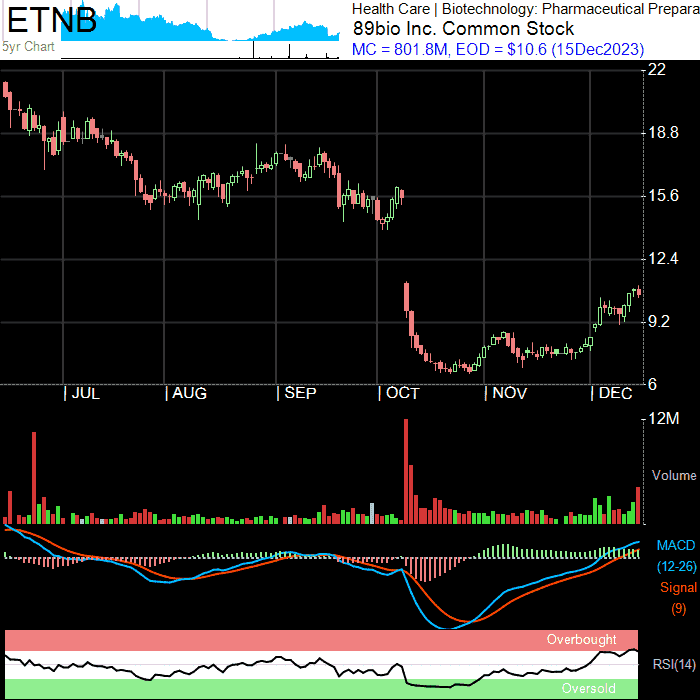 ETNB
5yr Chart
Health Care | Biotechnology: Pharmaceutical Prepara
89bio Inc. Common Stock
MC = 801.8M, EOD = $10.6 (15Dec2023)
22
18.8
15.6
12.4
9.2
6
| JUL | AUG | SEP | OCT | NOV | DEC
12M
Volume
MACD
(12-26)
Signal
(9)
Overbought
RSI(14)
Oversold